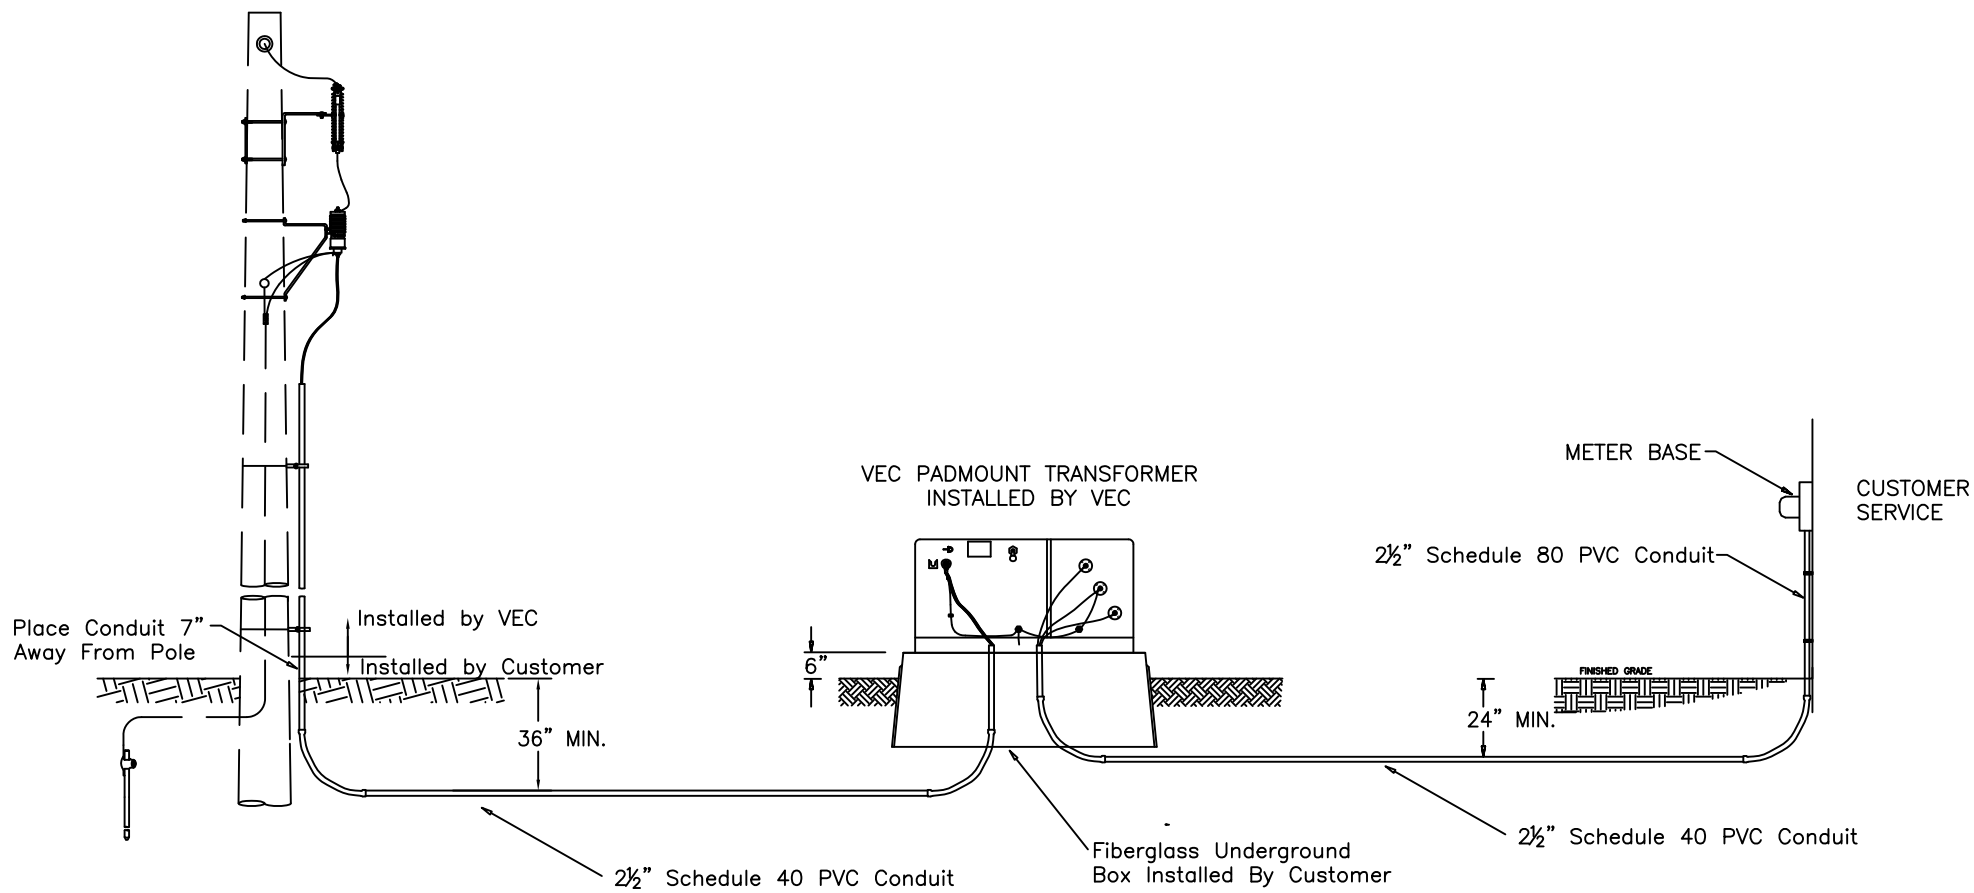 METER BASE
VEC PADMOUNT TRANSFORMER
INSTALLED BY VEC
CUSTOMER
SERVICE
2½” Schedule 80 PVC Conduit
Place Conduit 7”
Away From Pole
Installed by VEC
Installed by Customer
6”
FINISHED GRADE
36” MIN.
24” MIN.
2½” Schedule 40 PVC Conduit
Fiberglass Underground
Box Installed By Customer
2½” Schedule 40 PVC Conduit